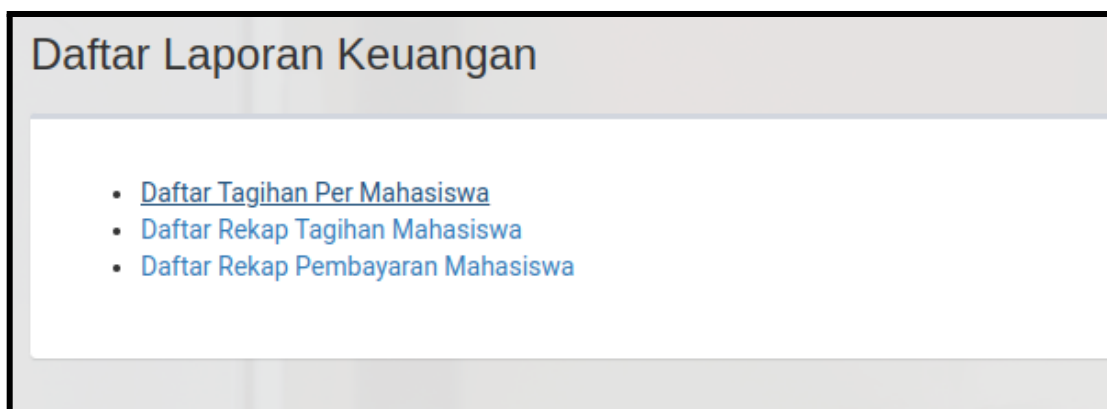 Daftar Laporan Keuangan
Daftar Tagihan Per Mahasiswa
Daftar Rekap Tagihan Mahasiswa
Daftar Rekap Pembayaran Mahasiswa